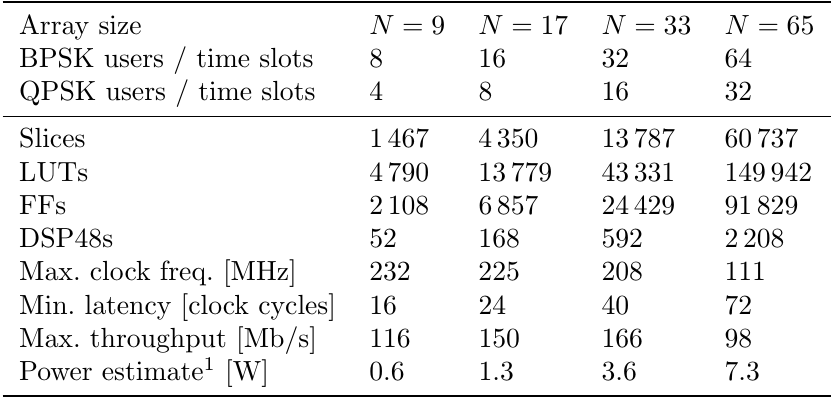 Array size N = 9 N = 17 N = 33 N = 65
BPSK users / time slots 8 16 32 64
QPSK users / time slots 4 8 16 32
Slices 1 467 4 350 13 787 60 737
LUTs 4 790 13 779 43 331 149 942
FFs 2 108 6 857 24 429 91 829
DSP48s 52 168 592 2 208
Max. clock freq. [MHz] 232 225 208 111
Min. latency [clock cycles] 16 24 40 72
Max. throughput [Mb/s] 116 150 166 98
Power estimate¹ [W] 0.6 1.3 3.6 7.3